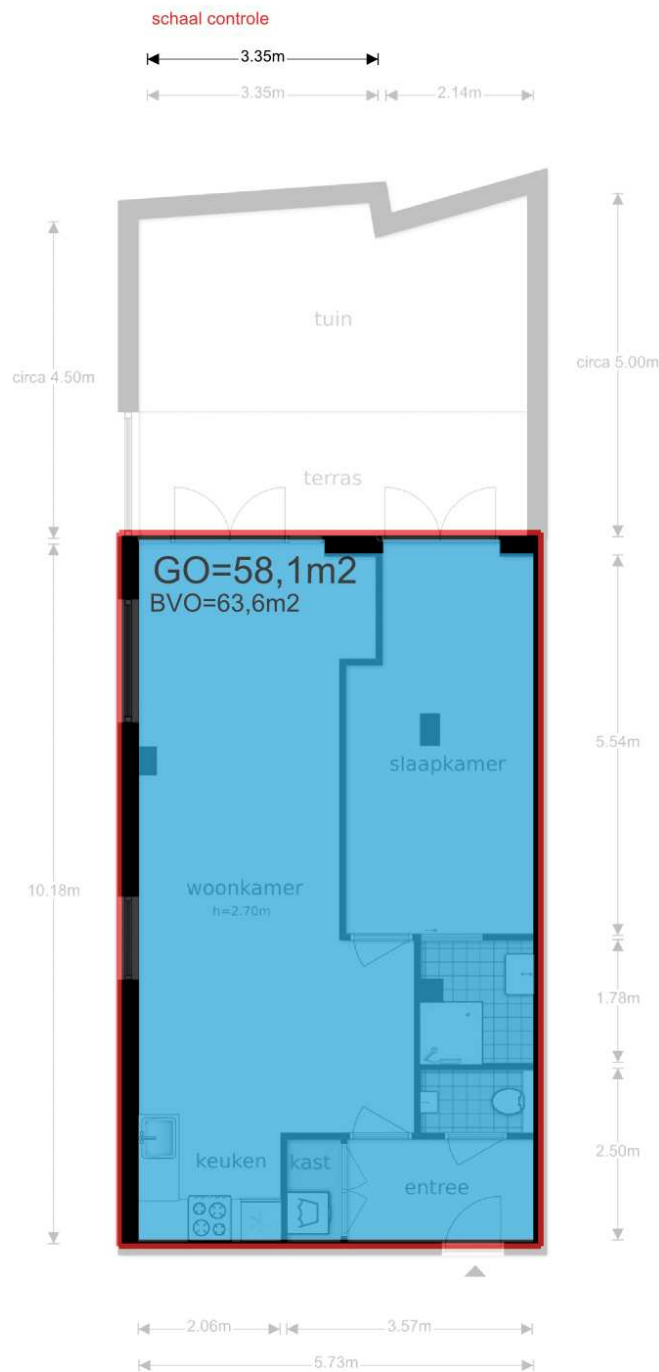 schaal controle
3.35m
3.35m
2.14m
tuin
circa 4.50m
circa 5.00m
terras
GO=58,1m2
BVO=63,6m2
5.54m
slaapkamer
10.18m
woonkamer
h=2.70m
1.78m
keuken
kast
entree
2.50m
2.06m
3.57m
5.73m